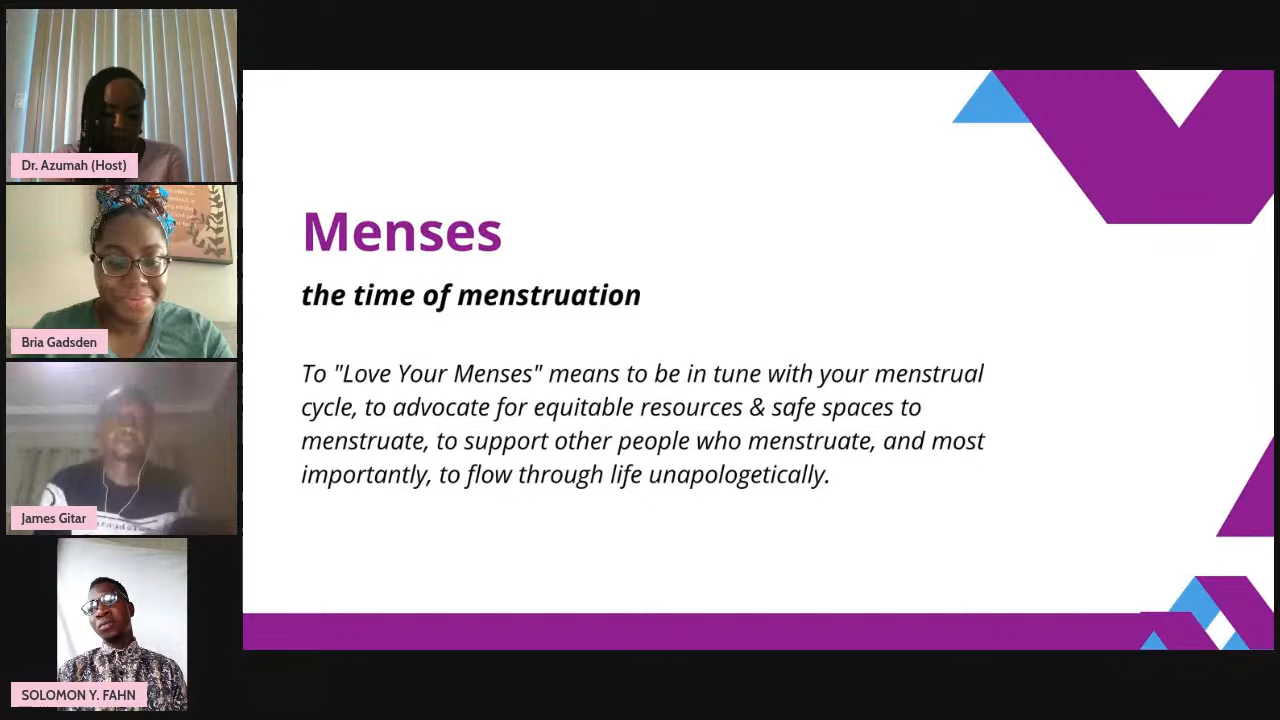 Dr. Azumah (Host)
Bria Gadsden
James Gitar
SOLOMON Y. FAHN
Menses
the time of menstruation
To "Love Your Menses" means to be in tune with your menstrual
cycle, to advocate for equitable resources & safe spaces to
menstruate, to support other people who menstruate, and most
importantly, to flow through life unapologetically.